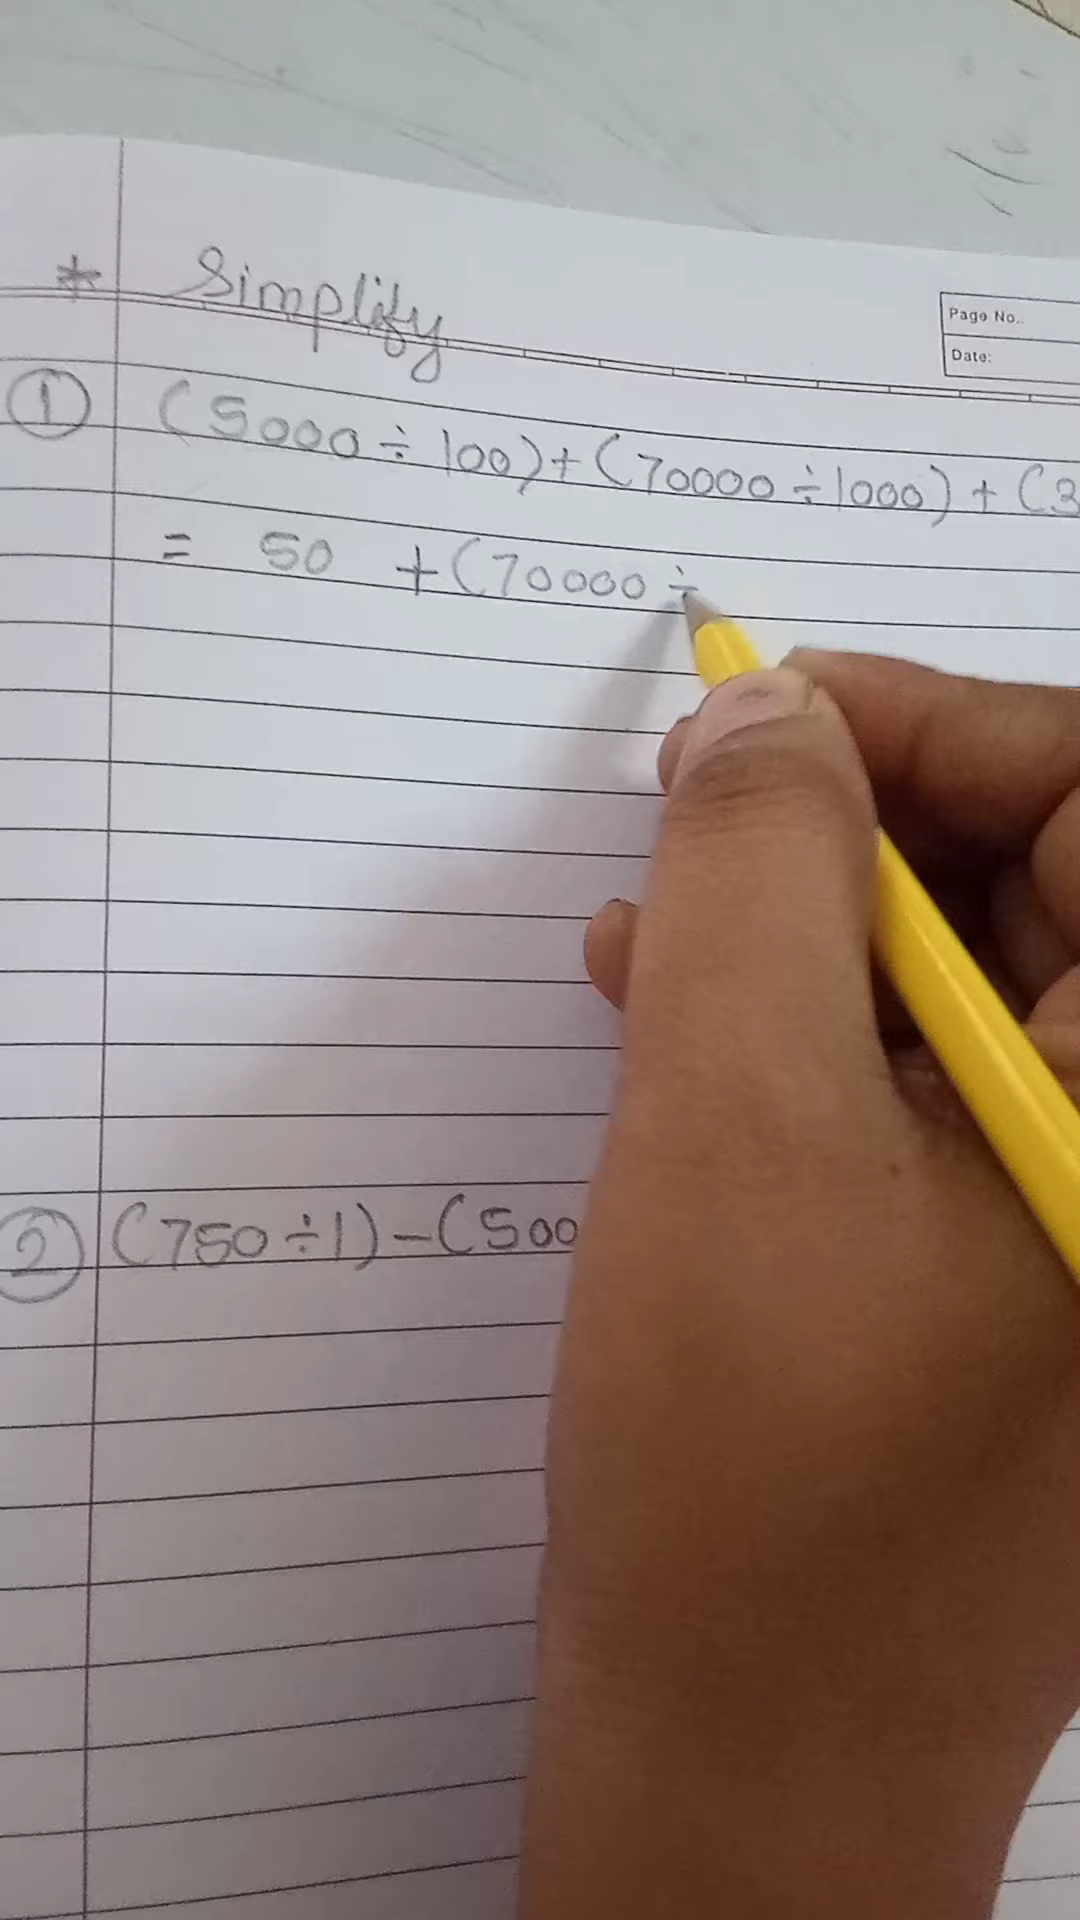 * Simplify
Page No..
Date:
① (5000 ÷ 100) + (70000 ÷ 1000) + (3
= 50 + (70000 ÷
② (750 ÷ 1) - (500